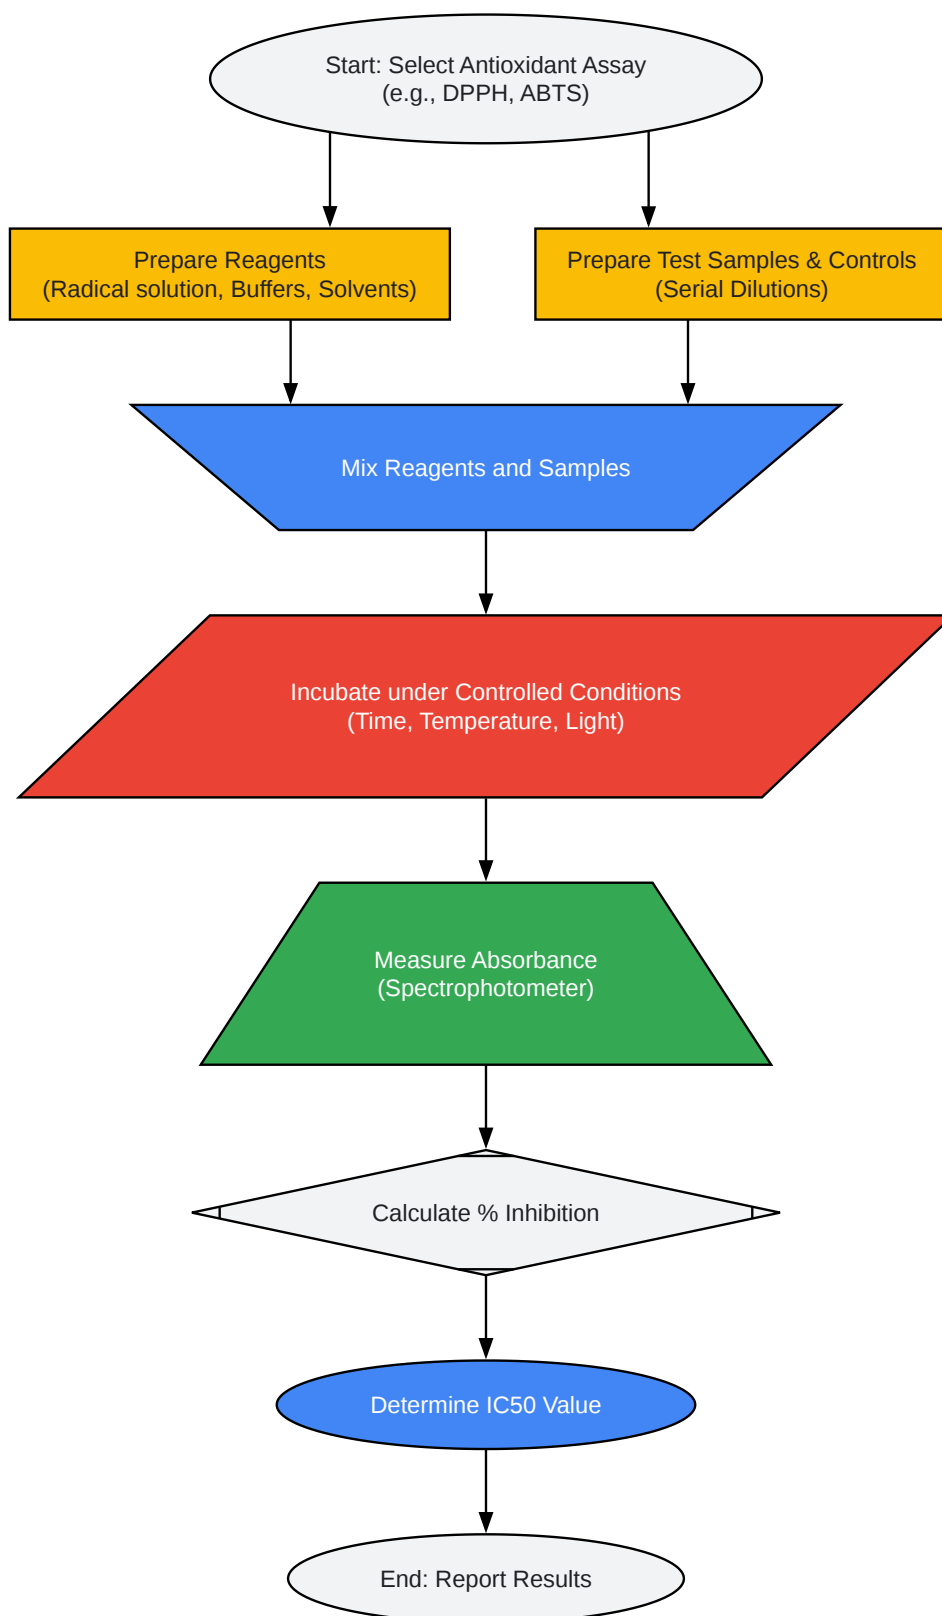 Start: Select Antioxidant Assay
(e.g., DPPH, ABTS)
Prepare Reagents
(Radical solution, Buffers, Solvents)
Prepare Test Samples & Controls
(Serial Dilutions)
Mix Reagents and Samples
Incubate under Controlled Conditions
(Time, Temperature, Light)
Measure Absorbance
(Spectrophotometer)
Calculate % Inhibition
Determine IC50 Value
End: Report Results